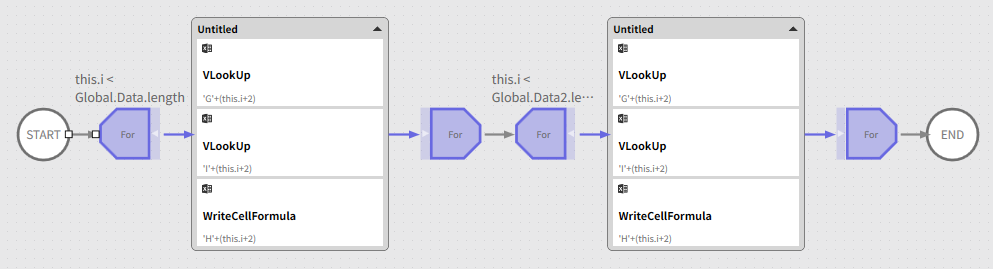 START
this.i <
Global.Data.length
For
Untitled
VLookUp
'G'+(this.i+2)
VLookUp
'I'+(this.i+2)
WriteCellFormula
'H'+(this.i+2)
For
this.i <
Global.Data2.le…
For
Untitled
VLookUp
'G'+(this.i+2)
VLookUp
'I'+(this.i+2)
WriteCellFormula
'H'+(this.i+2)
For
END